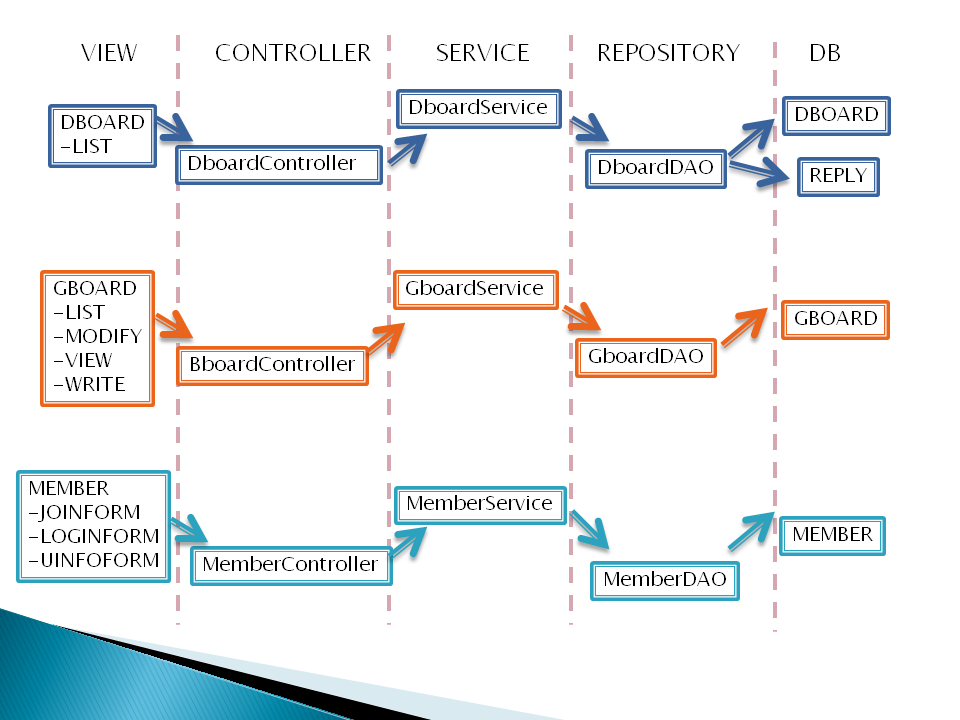 VIEW CONTROLLER SERVICE REPOSITORY DB
DBOARD
-LIST
DboardController
DboardService
DboardDAO
DBOARD
REPLY
GBOARD
-LIST
-MODIFY
-VIEW
-WRITE
BboardController
GboardService
GboardDAO
GBOARD
MEMBER
-JOINFORM
-LOGINFORM
-UINFOFORM
MemberController
MemberService
MemberDAO
MEMBER